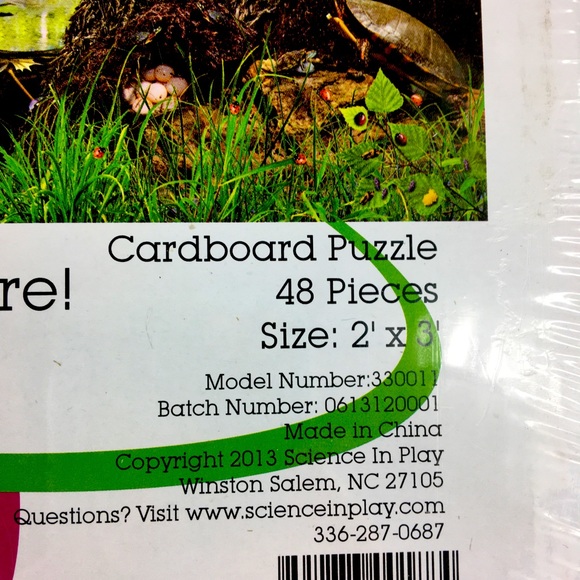 Cardboard Puzzle
re!
48 Pieces
Size: 2' x 3'
Model Number:330011
Batch Number: 0613120001
Made in China
Copyright 2013 Science In Play
Winston Salem, NC 27105
Questions? Visit www.scienceinplay.com
336-287-0687